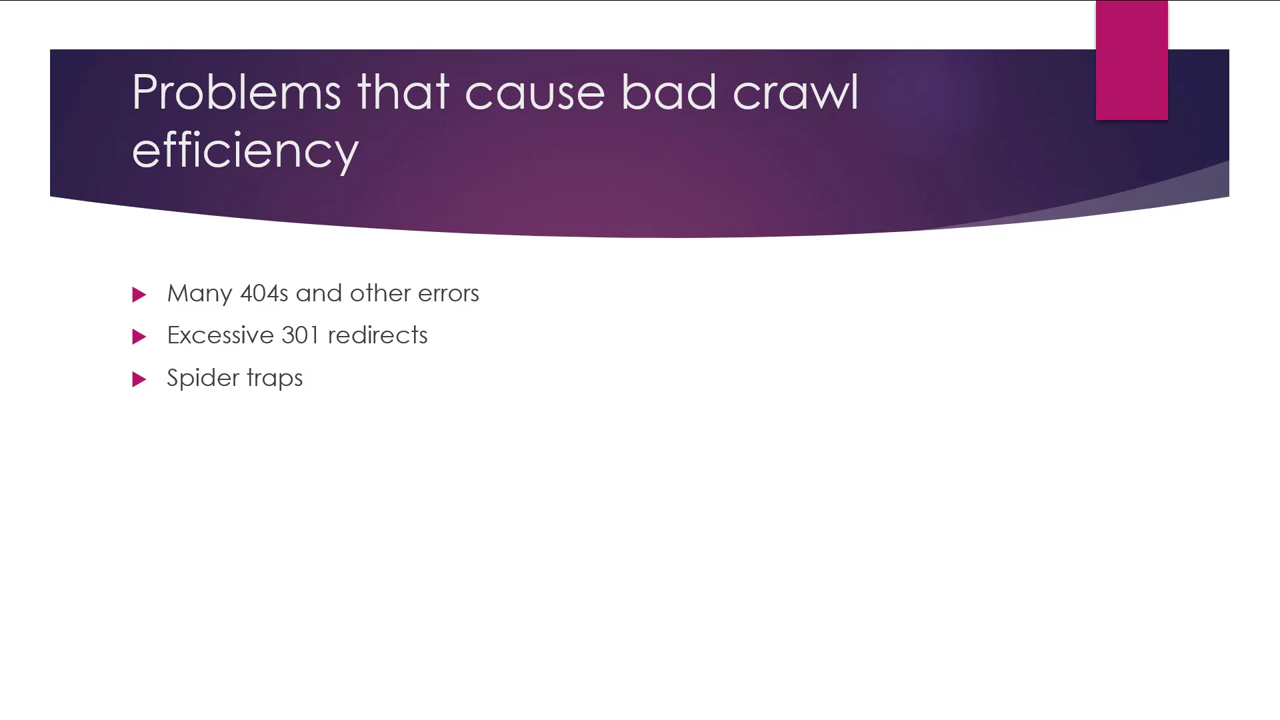 Problems that cause bad crawl
efficiency
Many 404s and other errors
Excessive 301 redirects
Spider traps